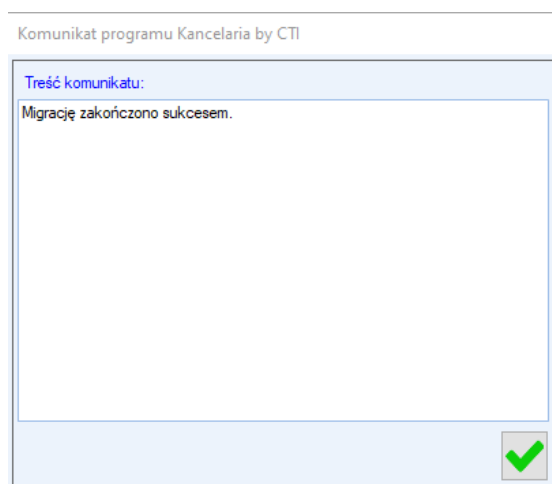 Komunikat programu Kancelaria by CTI
Treść komunikatu:
Migrację zakończono sukcesem.